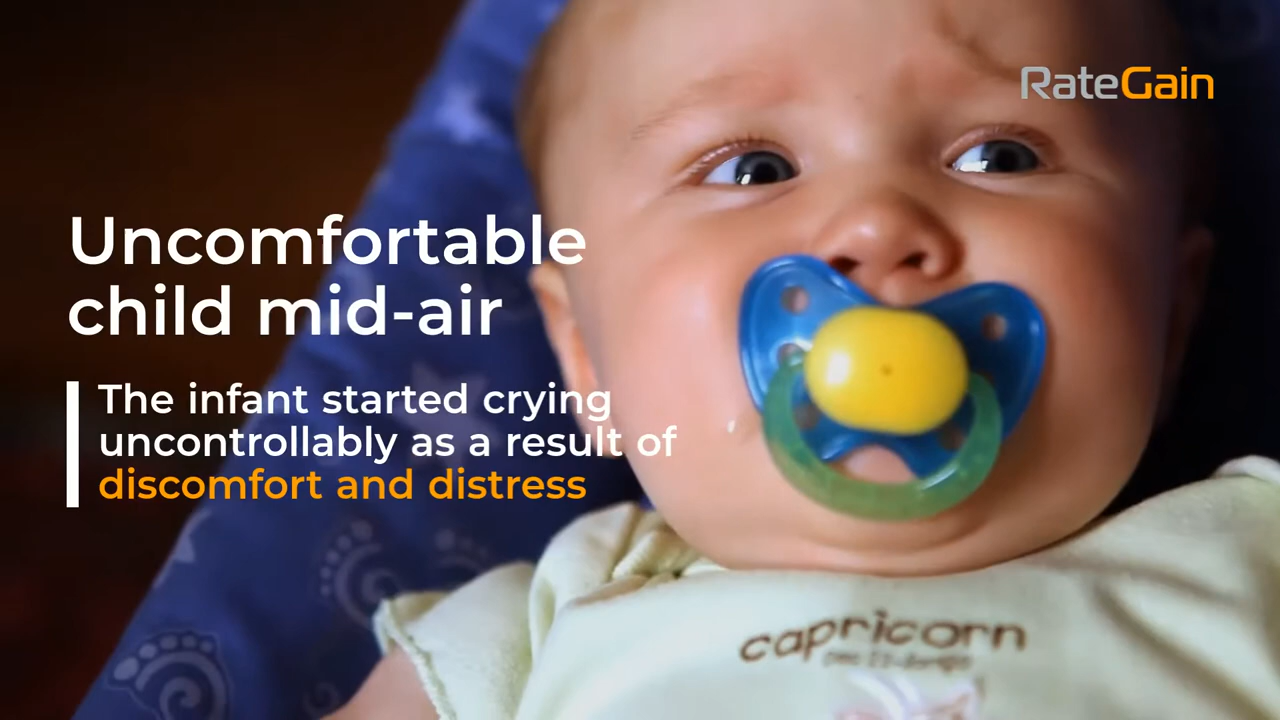 RateGain
Uncomfortable
child mid-air
The infant started crying
uncontrollably as a result of
discomfort and distress
capricorn